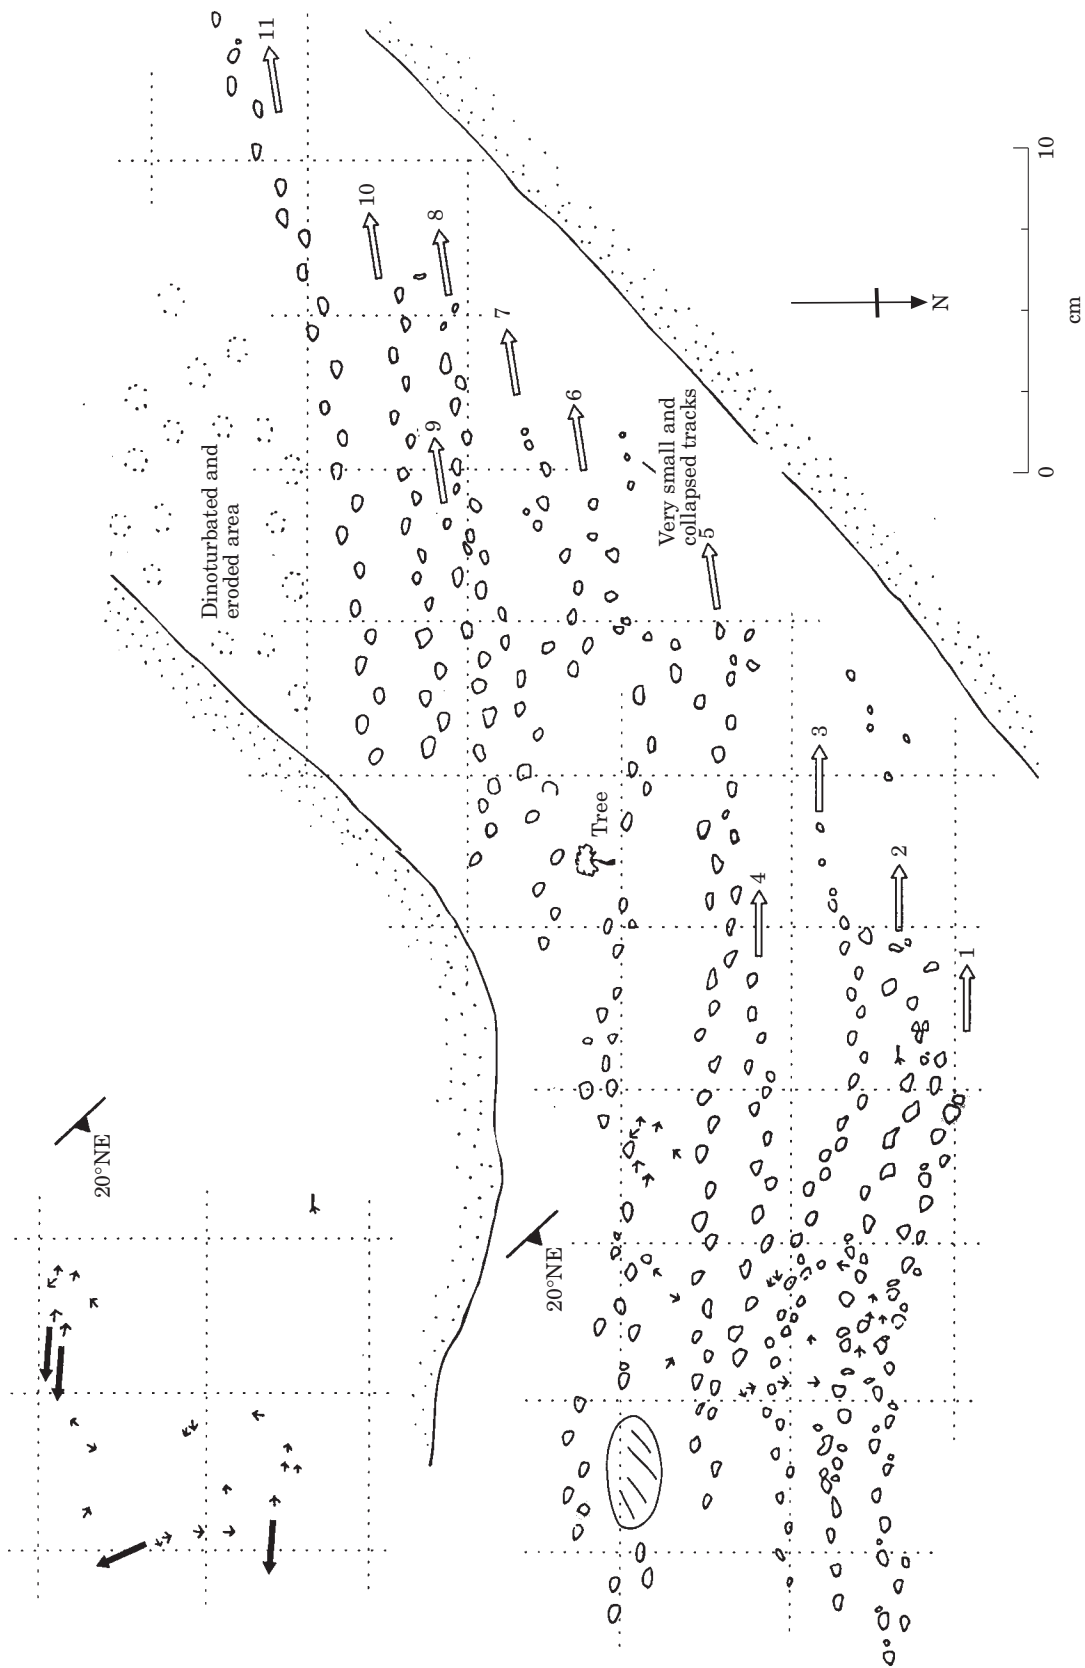 11
10
8
7
9
6
Dinoturbated and
eroded area
Very small and
collapsed tracks
5
Tree
3
4
2
1
20°NE
20°NE
N
cm
0
10